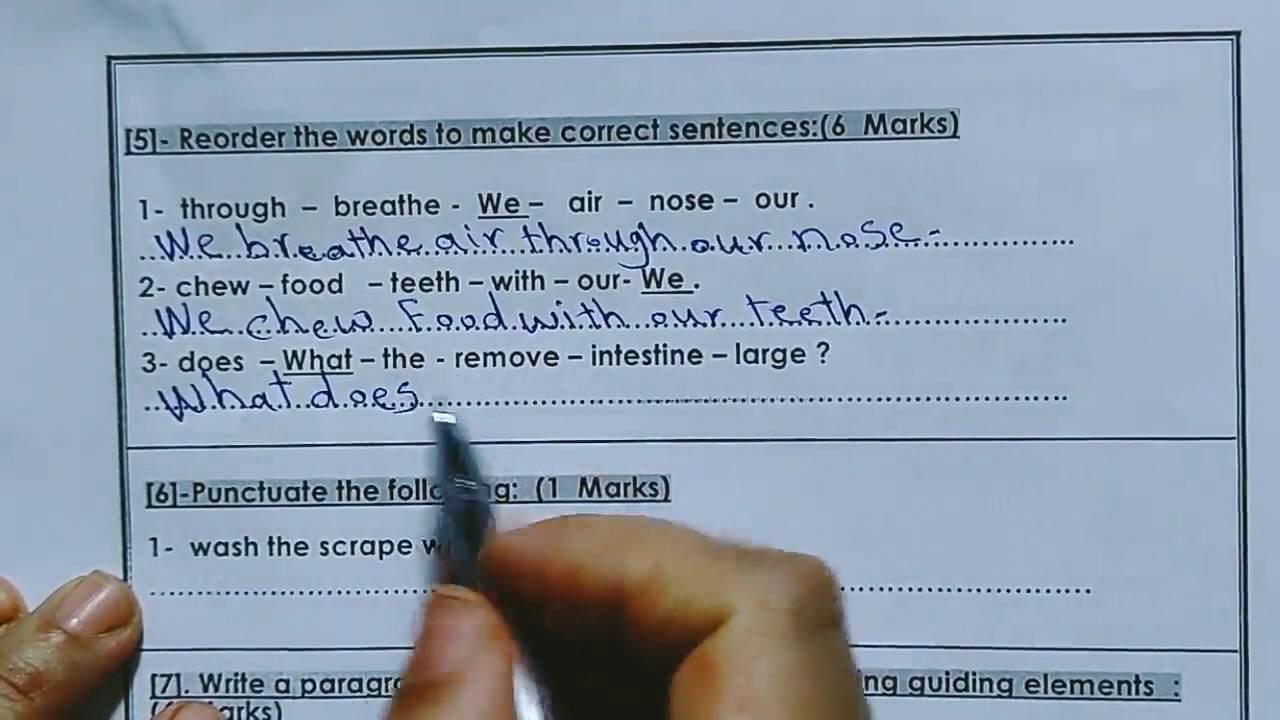 [5]- Reorder the words to make correct sentences:(6 Marks)
1- through – breathe - We – air – nose – our .
We breathe air through our nose.
2- chew – food – teeth – with – our- We .
We chew food with our teeth.
3- does – What – the - remove – intestine – large ?
What does
[6]-Punctuate the following: (1 Marks)
1- wash the scrape
[7]. Write a guiding elements :